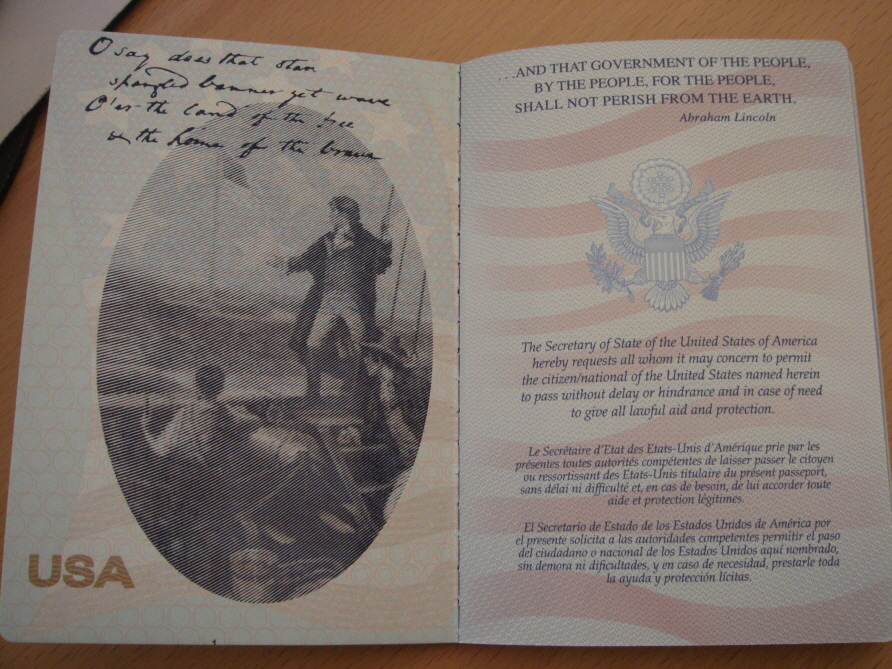 O say does that star
spangled banner yet wave
O'er the land of the free
& the home of the brave
USA
...AND THAT GOVERNMENT OF THE PEOPLE,
BY THE PEOPLE, FOR THE PEOPLE,
SHALL NOT PERISH FROM THE EARTH.
Abraham Lincoln
The Secretary of State of the United States of America
hereby requests all whom it may concern to permit
the citizen/national of the United States named herein
to pass without delay or hindrance and in case of need
to give all lawful aid and protection.
Le Secrétaire d'Etat des Etats-Unis d'Amérique prie par les
présentes toutes autorités compétentes de laisser passer le citoyen
ou ressortissant des Etats-Unis titulaire du présent passeport,
sans délai ni difficulté et, en cas de besoin, de lui accorder toute
aide et protection légitimes.
El Secretario de Estado de los Estados Unidos de América por
el presente solicita a las autoridades competentes permitir el paso
del ciudadano o nacional de los Estados Unidos aquí nombrado,
sin demora ni dificultades, y en caso de necesidad, prestarle toda
la ayuda y protección lícitas.